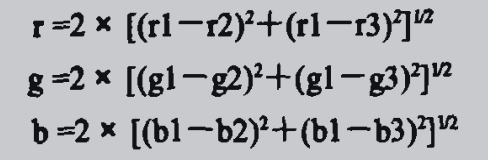 r =2 × [(r1－r2)²＋(r1－r3)²]^1/2
g =2 × [(g1－g2)²＋(g1－g3)²]^1/2
b =2 × [(b1－b2)²＋(b1－b3)²]^1/2